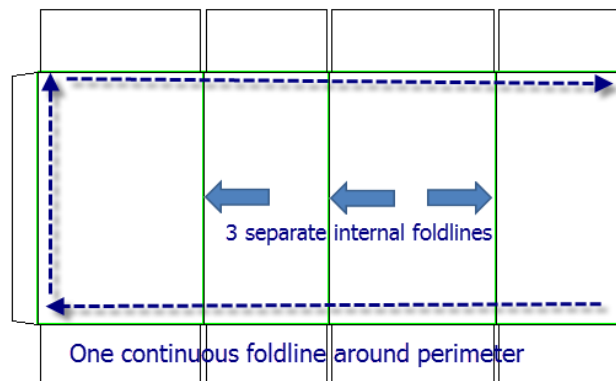 3 separate internal foldlines
One continuous foldline around perimeter